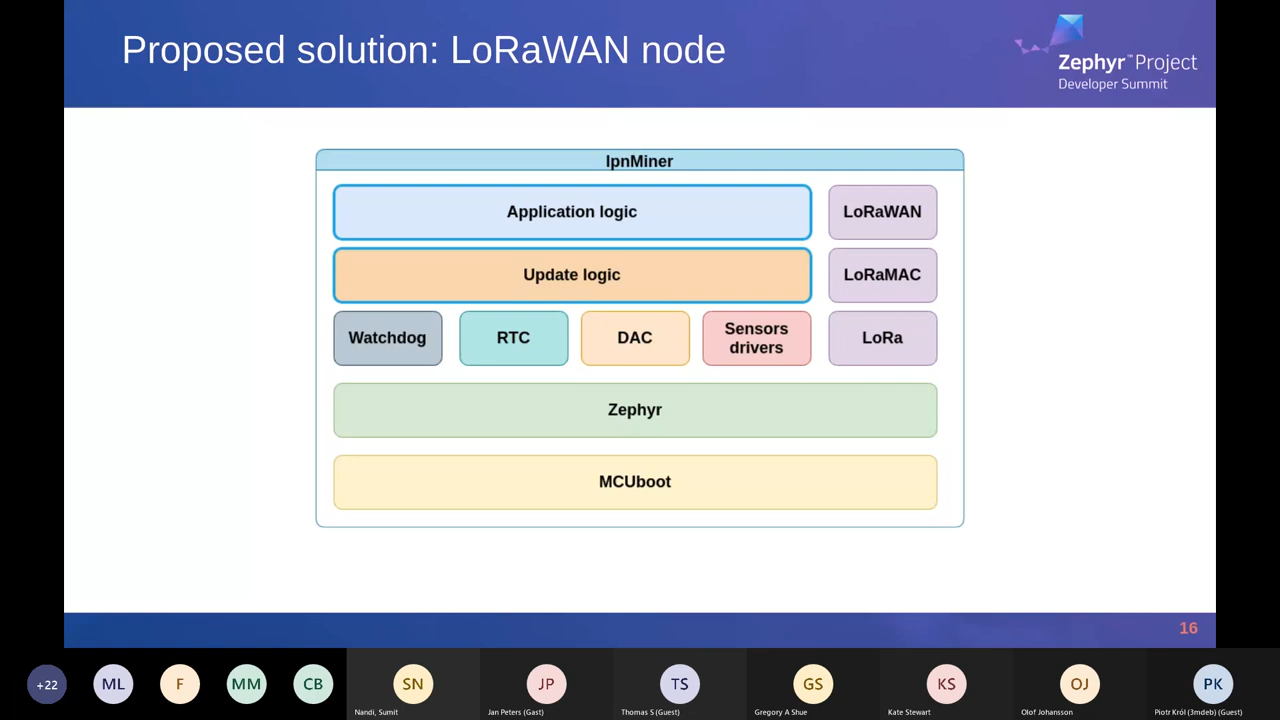 Proposed solution: LoRaWAN node
Zephyr™Project
Developer Summit
lpnMiner
Application logic
LoRaWAN
Update logic
LoRaMAC
Watchdog
RTC
DAC
Sensors
drivers
LoRa
Zephyr
MCUboot
16
+22
ML
F
MM
CB
SN
JP
TS
GS
KS
OJ
PK
Nandi, Sumit
Jan Peters (Gast)
Thomas S (Guest)
Gregory A Shue
Kate Stewart
Olof Johansson
Piotr Król (3mdeb) (Guest)